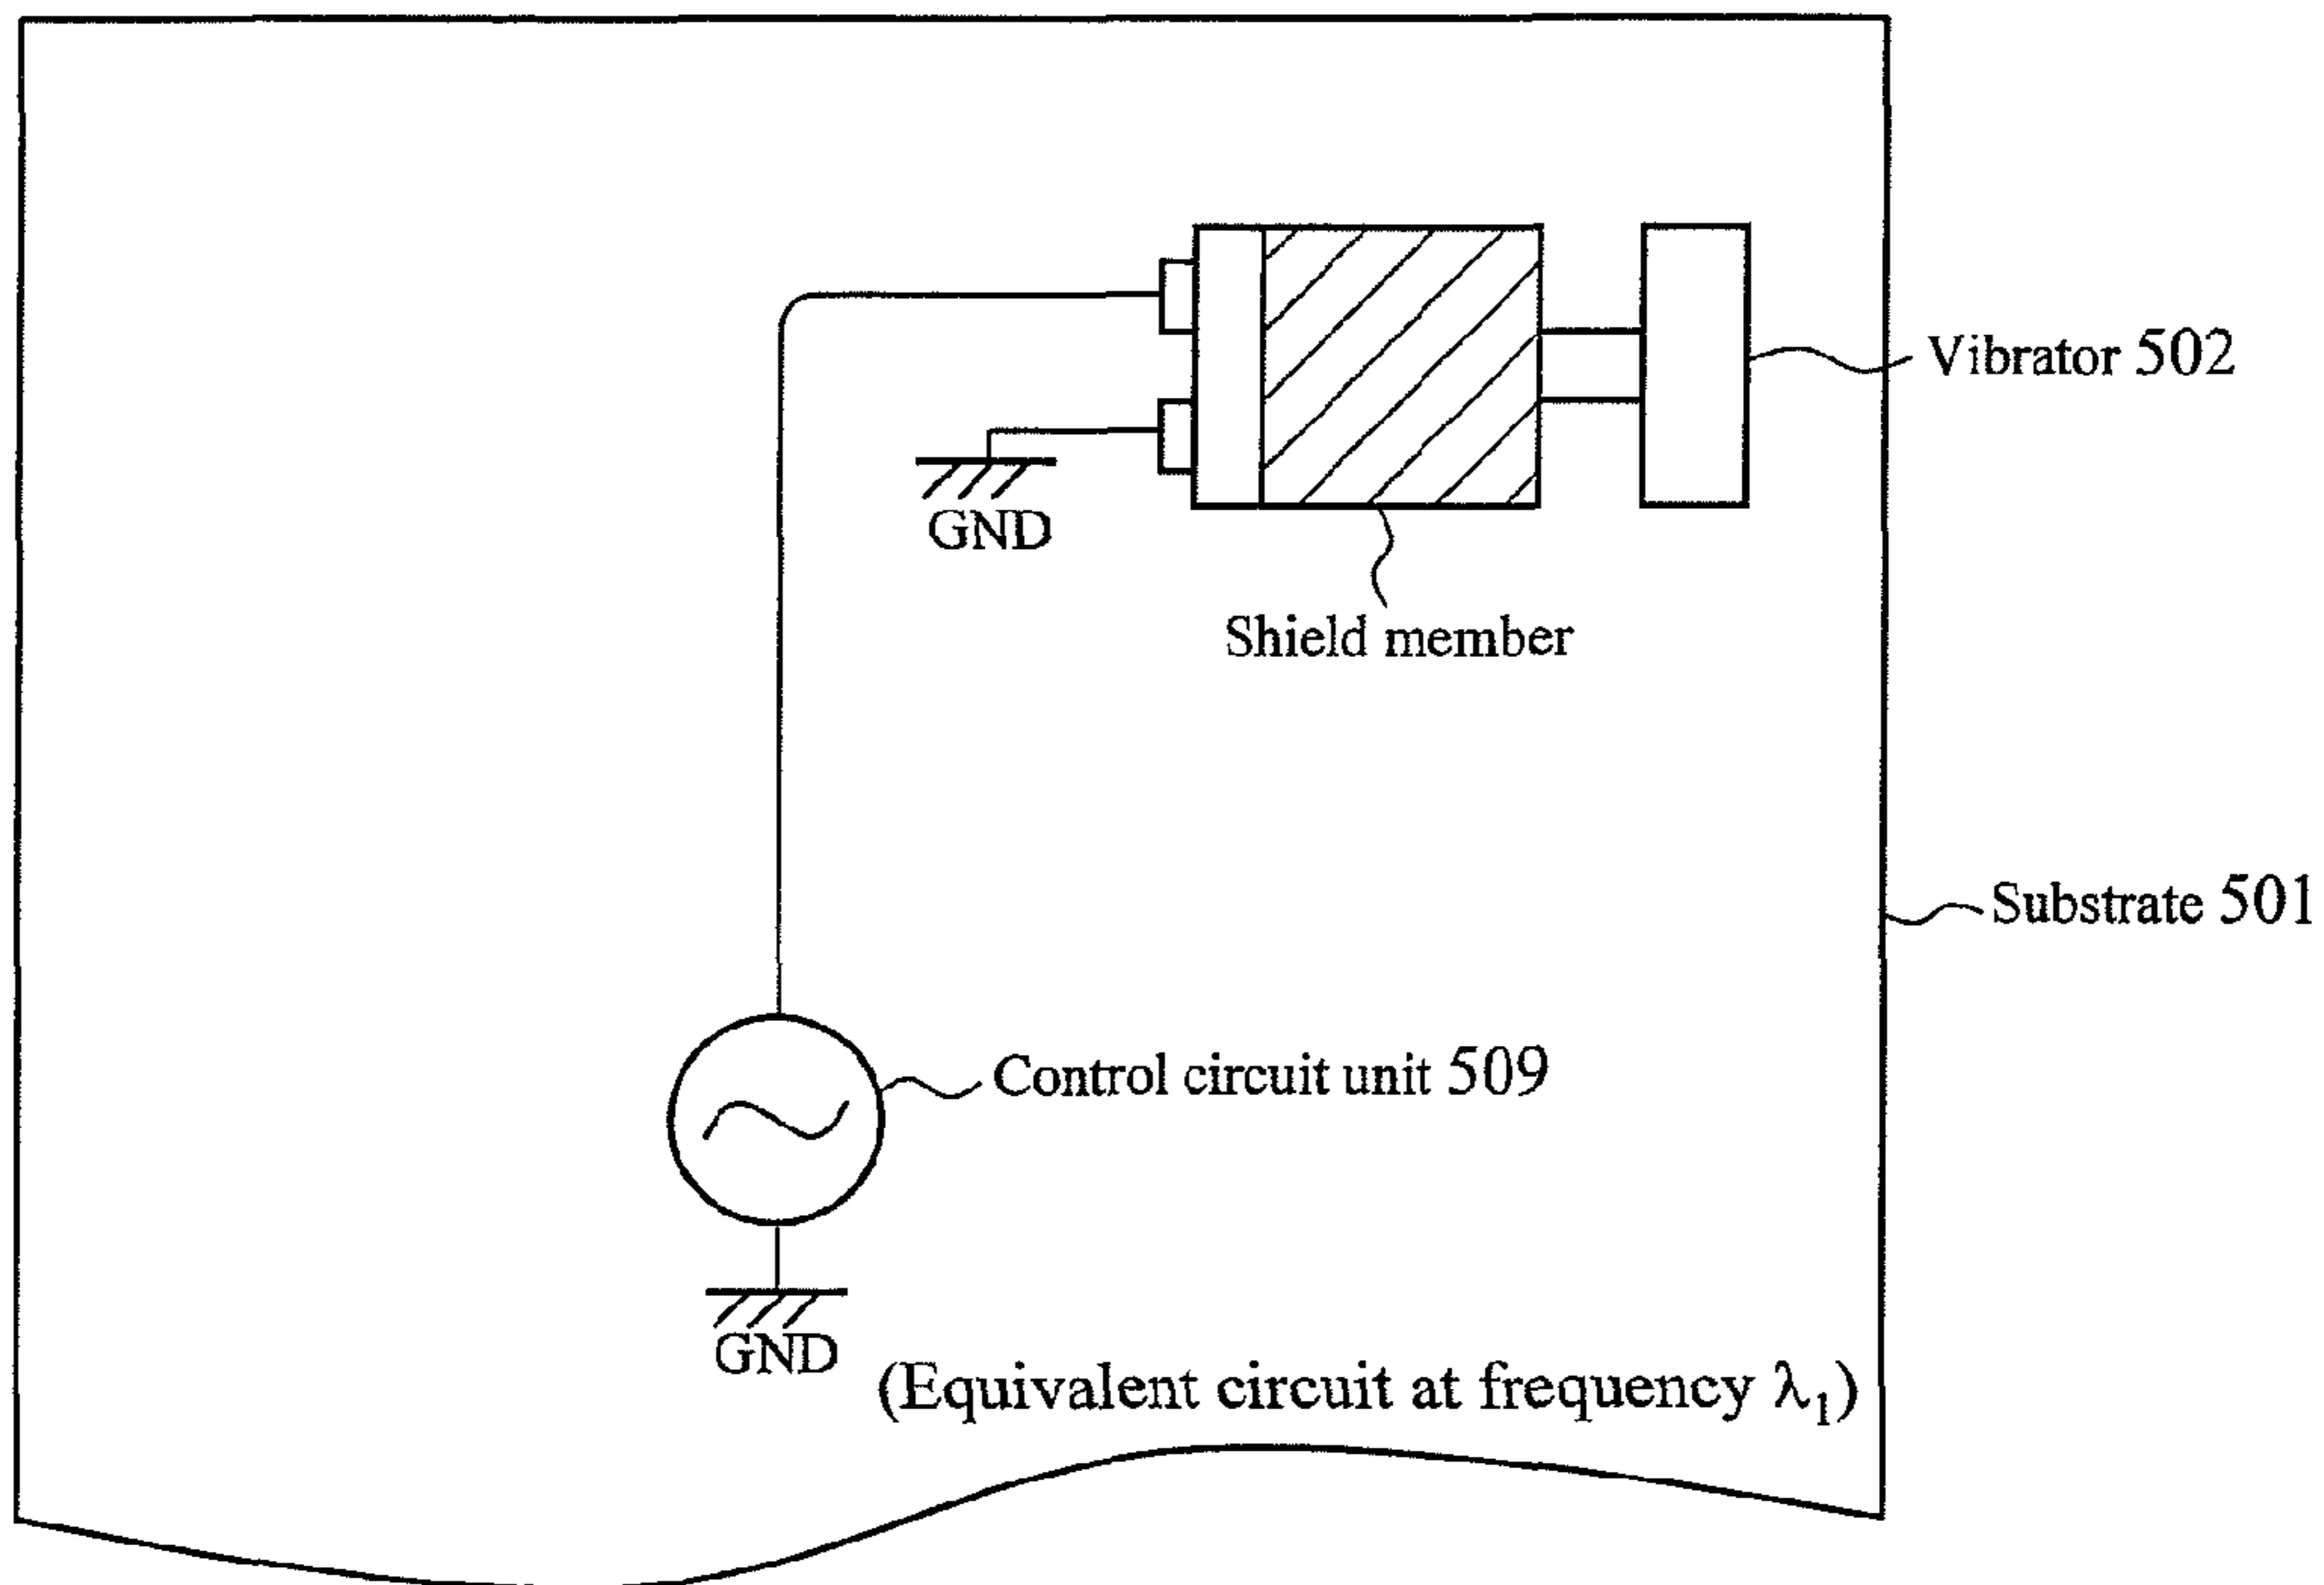 Vibrator 502
GND
Shield member
Substrate 501
Control circuit unit 509
GND
(Equivalent circuit at frequency λ₁)